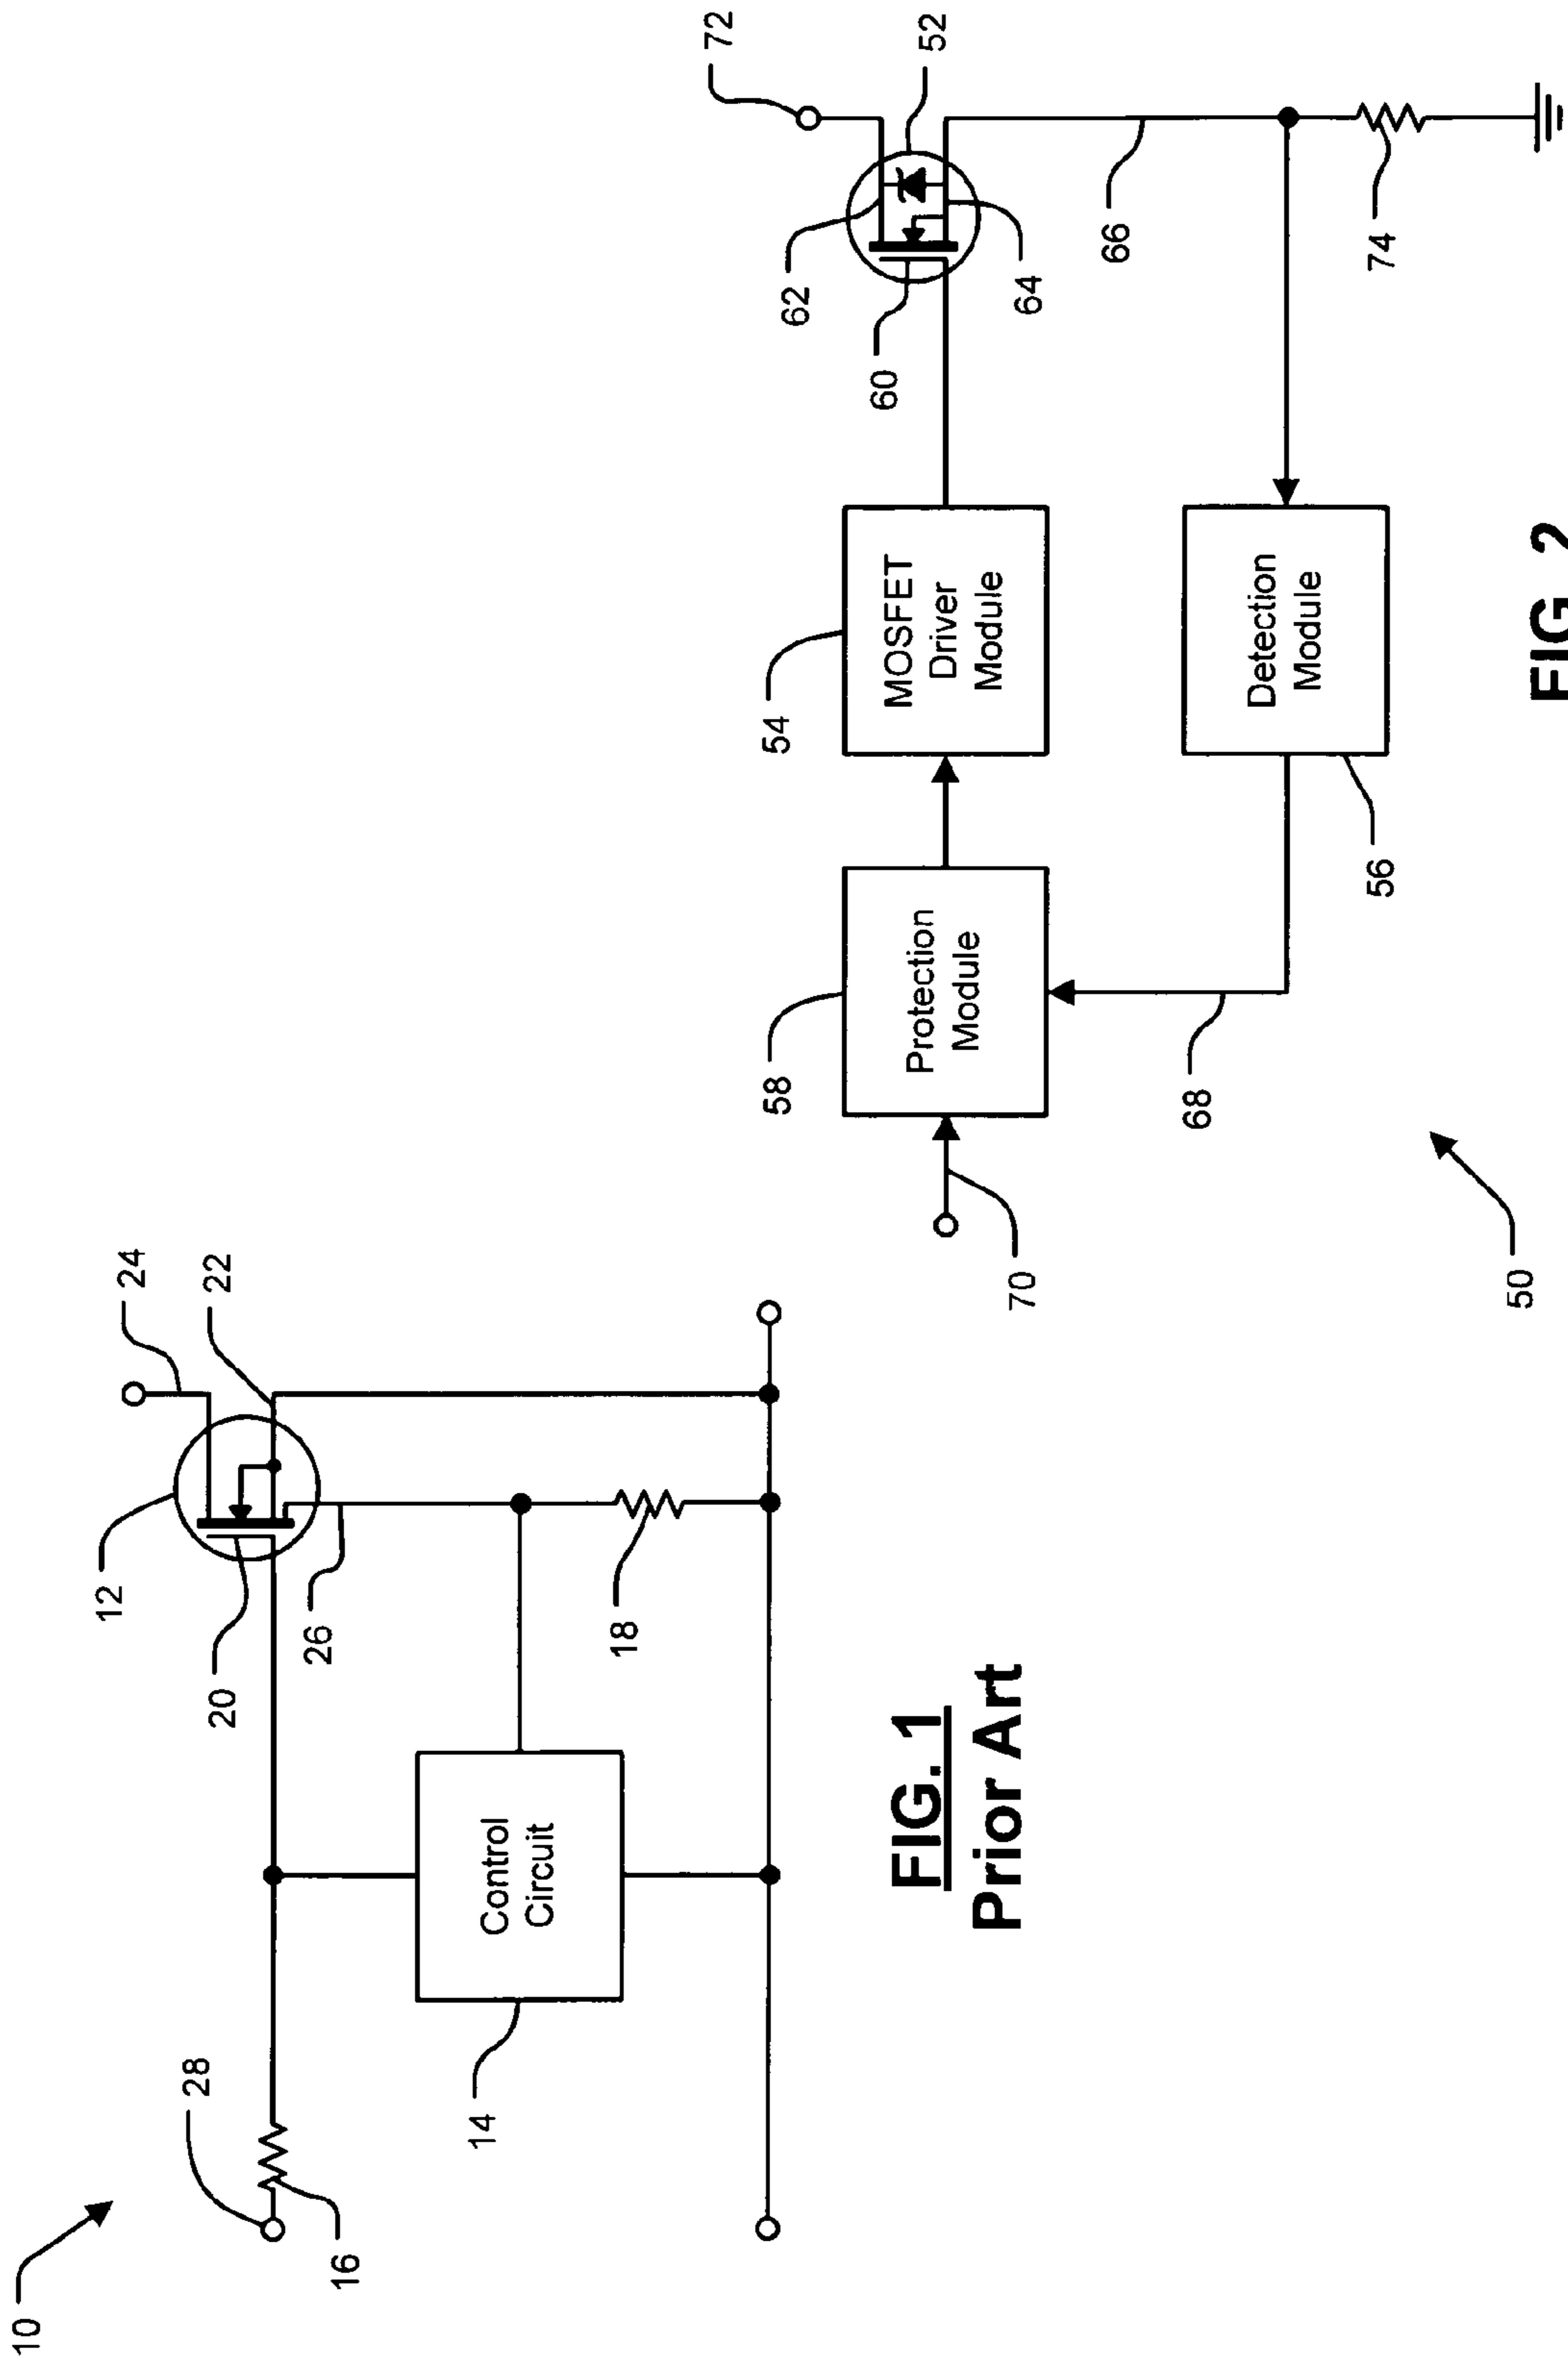 10
28
16
14
Control
Circuit
12
20
26
18
24
22
FIG. 1
Prior Art
70
58
Protection
Module
68
54
MOSFET
Driver
Module
56
Detection
Module
60
62
64
66
72
52
74
50
FIG. 2